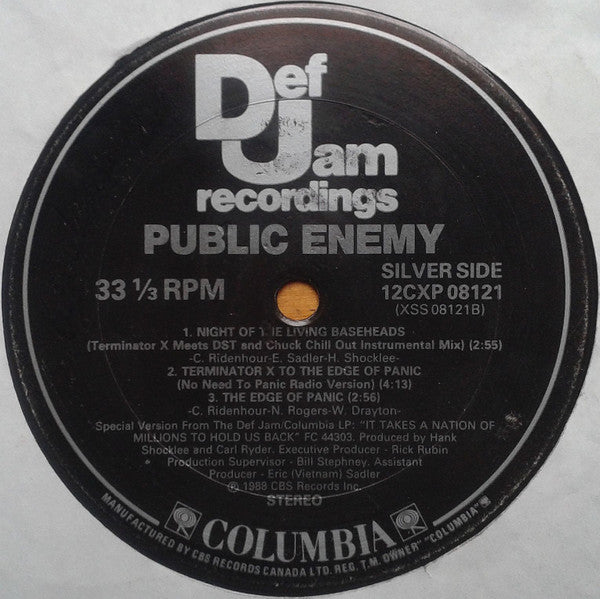 Def
Jam
recordings
PUBLIC ENEMY
33 ⅓ RPM
SILVER SIDE
12CXP 08121
(XSS 08121B)
1. NIGHT OF THE LIVING BASEHEADS
(Terminator X Meets DST and Chuck Chill Out Instrumental Mix) (2:55)
-C. Ridenhour-E. Sadler-H. Shocklee-
2. TERMINATOR X TO THE EDGE OF PANIC
(No Need To Panic Radio Version) (4:13)
3. THE EDGE OF PANIC (2:56)
-C. Ridenhour-N. Rogers-W. Drayton-
Special Version From The Def Jam/Columbia LP: "IT TAKES A NATION OF
MILLIONS TO HOLD US BACK" FC 44303. Produced by Hank
Shocklee and Carl Ryder. Executive Producer - Rick Rubin
Production Supervisor - Bill Stephney. Assistant
Producer - Eric (Vietnam) Sadler
℗ 1988 CBS Records Inc.
STEREO
COLUMBIA
MANUFACTURED BY CBS RECORDS CANADA LTD. REG. T.M. OWNER "COLUMBIA"